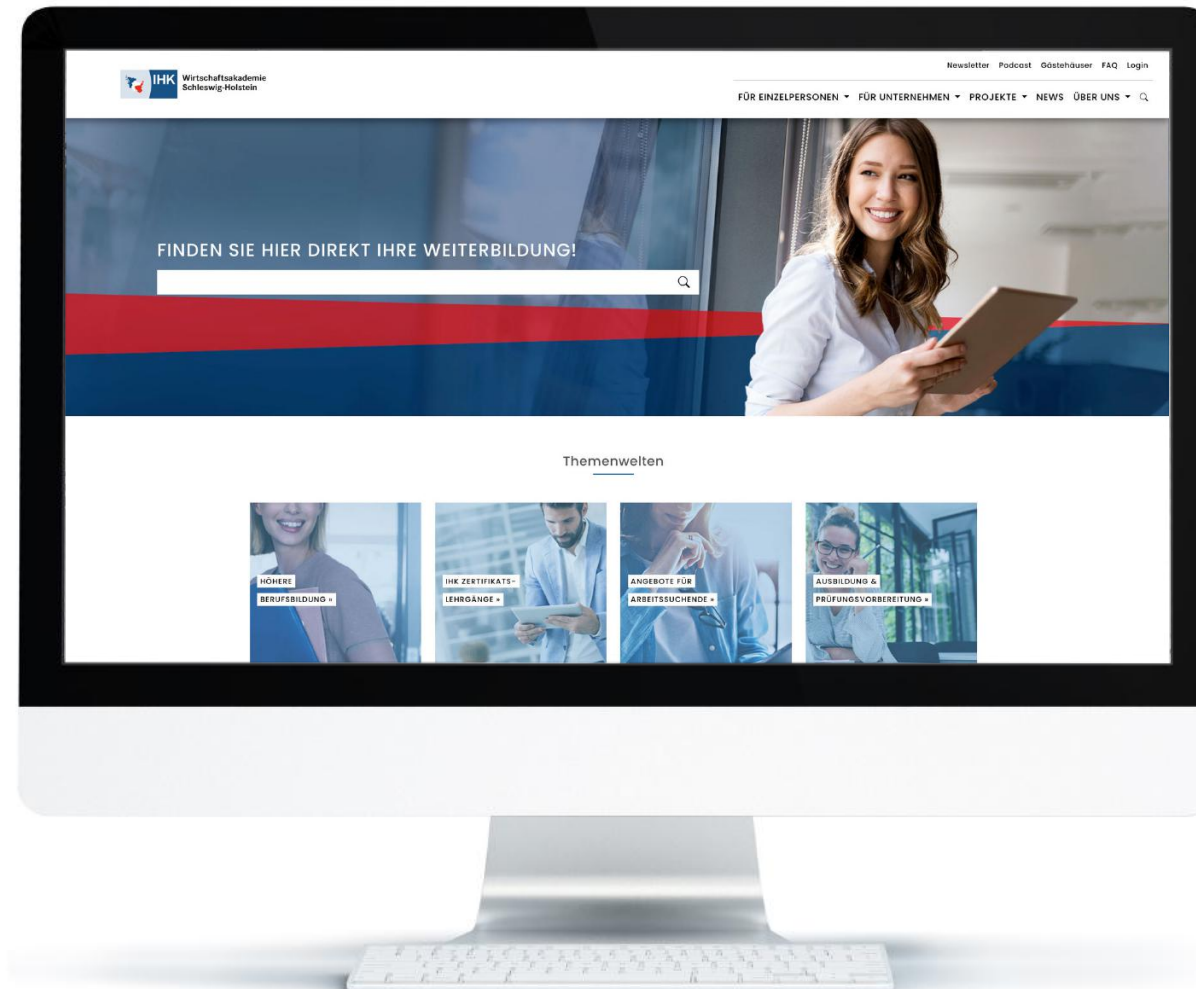 IHK Wirtschaftsakademie
Schleswig-Holstein
Newsletter Podcast Gästehäuser FAQ Login
FÜR EINZELPERSONEN FÜR UNTERNEHMEN PROJEKTE NEWS ÜBER UNS
FINDEN SIE HIER DIREKT IHRE WEITERBILDUNG!
Themenwelten
HÖHERE
BERUFSBILDUNG »
IHK ZERTIFIKATS-
LEHRGÄNGE »
ANGEBOTE FÜR
ARBEITSSUCHENDE »
AUSBILDUNG &
PRÜFUNGSVORBEREITUNG »